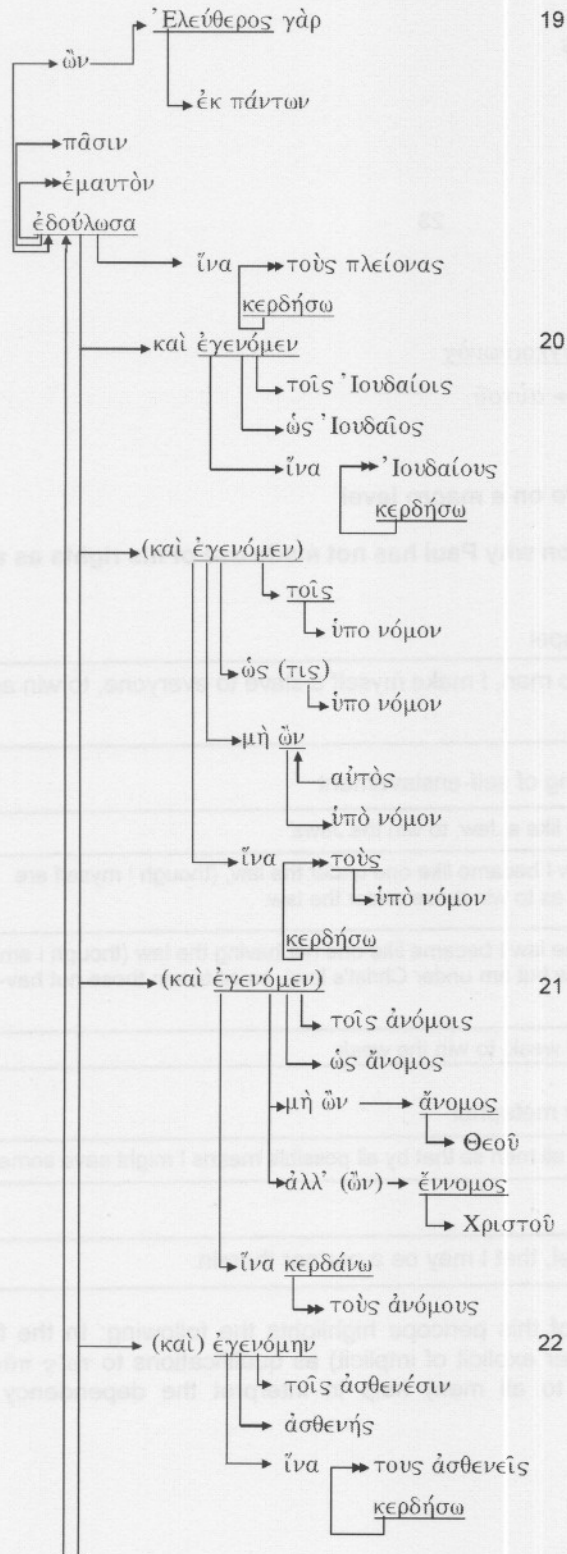 Ἐλεύθερος γὰρ 19
ὢν
ἐκ πάντων
πᾶσιν
ἐμαυτὸν
ἐδούλωσα
ἵνα τοὺς πλείονας
κερδήσω
καὶ ἐγενόμεν 20
τοῖς Ἰουδαίοις
ὡς Ἰουδαῖος
ἵνα Ἰουδαίους
κερδήσω
(καὶ ἐγενόμεν)
τοῖς
ὑπο νόμον
ὡς (τις)
ὑπο νόμον
μὴ ὢν
αὐτὸς
ὑπὸ νόμον
ἵνα τοὺς
ὑπὸ νόμον
κερδήσω
(καὶ ἐγενόμεν) 21
τοῖς ἀνόμοις
ὡς ἄνομος
μὴ ὢν ἄνομος
Θεοῦ
ἀλλ' (ὢν) ἔννομος
Χριστοῦ
ἵνα κερδάνω
τοὺς ἀνόμους
(καὶ) ἐγενόμην 22
τοῖς ἀσθενέσιν
ἀσθενής
ἵνα τους ἀσθενεῖς
κερδήσω